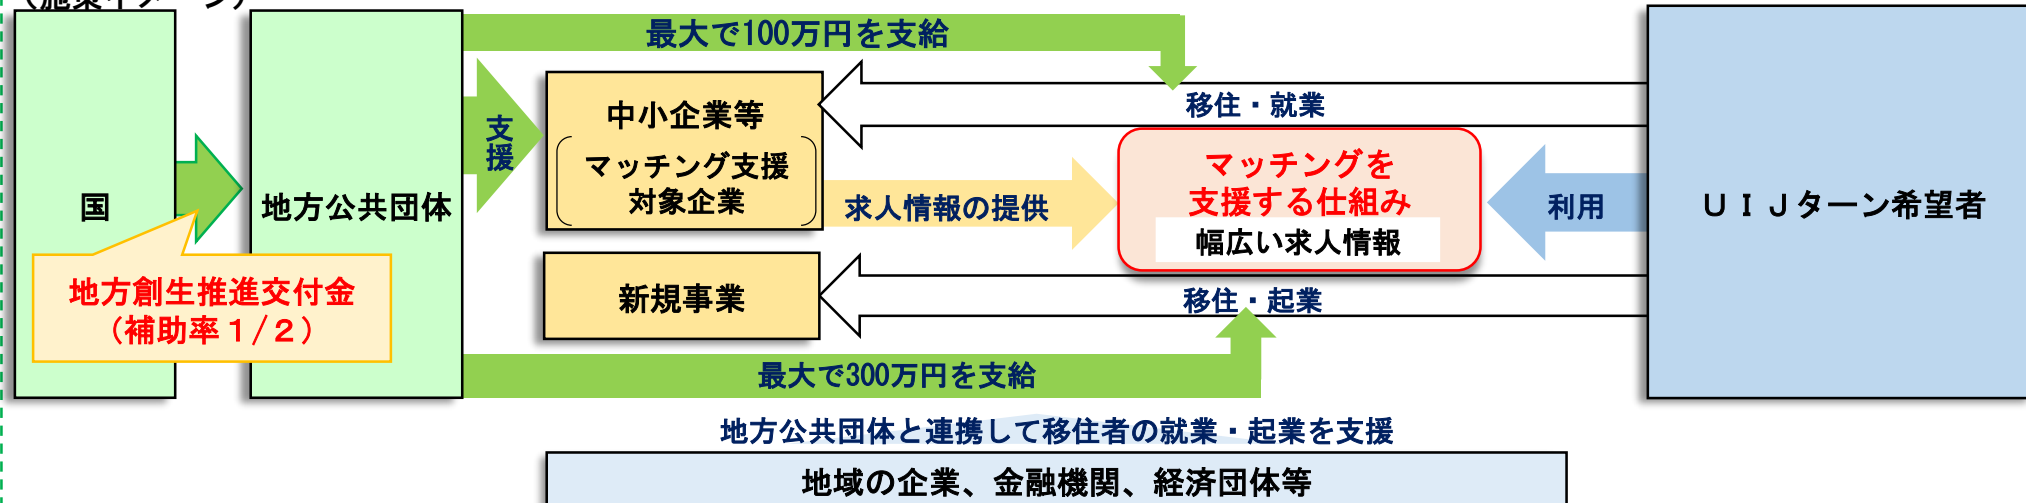 （施策イメージ）
最大で100万円を支給
移住・就業
支援
中小企業等
マッチング支援
対象企業
国
地方公共団体
求人情報の提供
マッチングを
支援する仕組み
幅広い求人情報
利用
ＵＩＪターン希望者
地方創生推進交付金
（補助率１/２）
新規事業
移住・起業
最大で300万円を支給
地方公共団体と連携して移住者の就業・起業を支援
地域の企業、金融機関、経済団体等